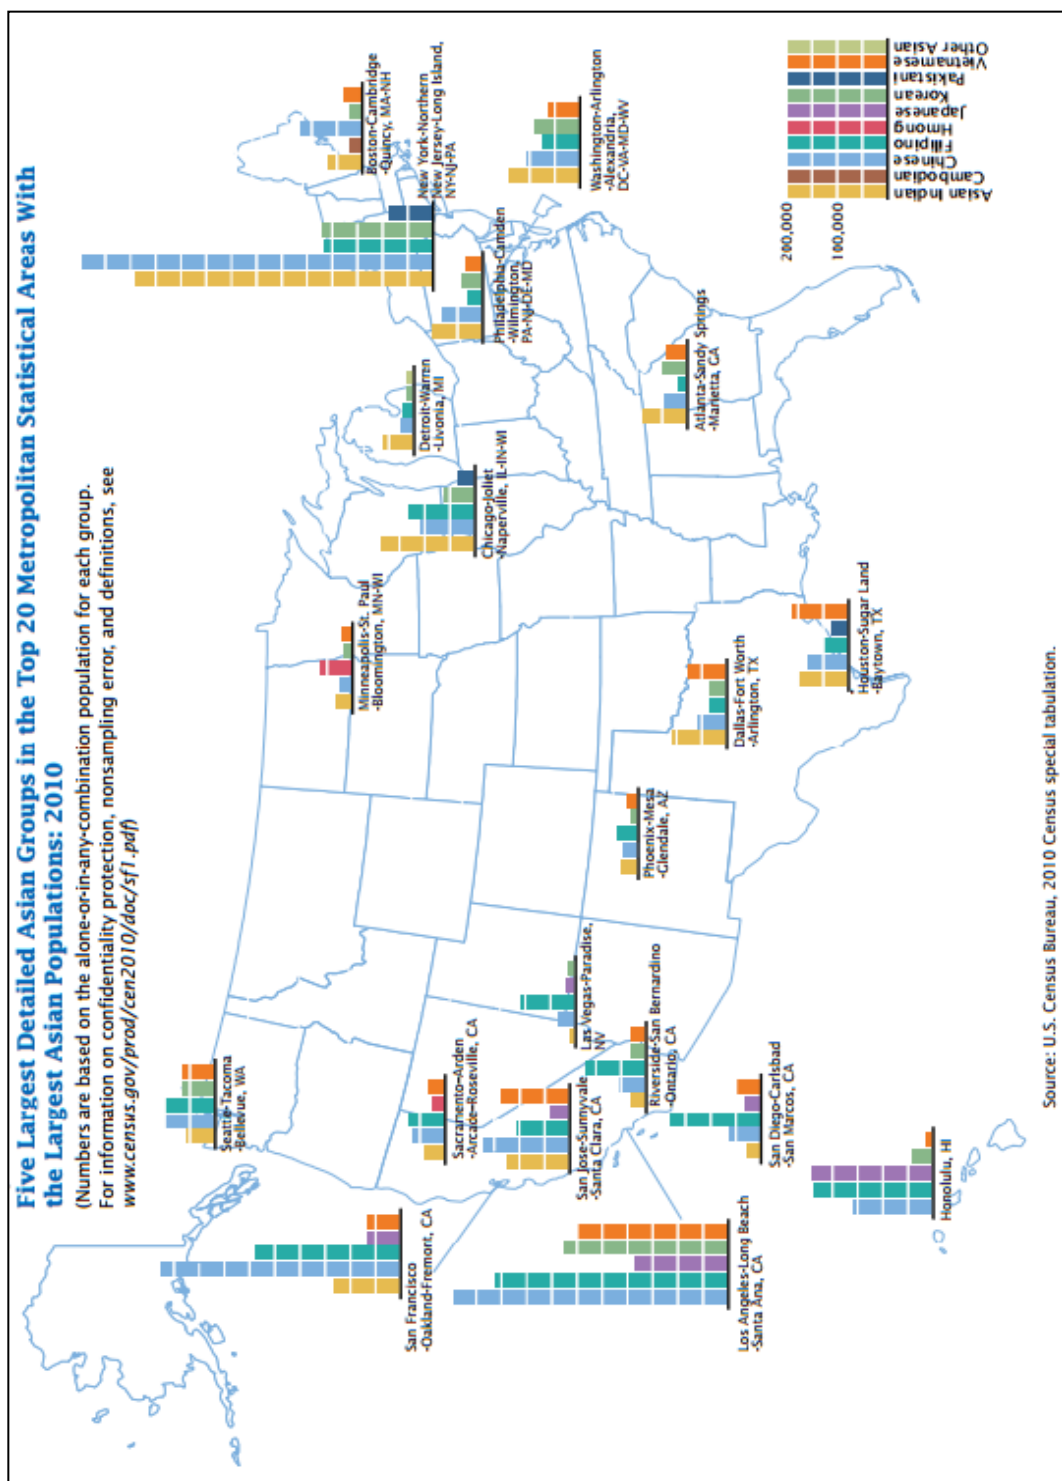 Five Largest Detailed Asian Groups in the Top 20 Metropolitan Statistical Areas With
the Largest Asian Populations: 2010
(Numbers are based on the alone-or-in-any-combination population for each group.
For information on confidentiality protection, nonsampling error, and definitions, see
www.census.gov/prod/cen2010/doc/sf1.pdf)
Seattle-Tacoma
-Bellevue, WA
San Francisco
-Oakland-Fremont, CA
Sacramento–Arden
-Arcade–Roseville, CA
San Jose-Sunnyvale
-Santa Clara, CA
Los Angeles-Long Beach
-Santa Ana, CA
Las Vegas-Paradise,
NV
Riverside-San Bernardino
-Ontario, CA
San Diego-Carlsbad
-San Marcos, CA
Honolulu, HI
Phoenix-Mesa
-Glendale, AZ
Minneapolis-St. Paul
-Bloomington, MN-WI
Dallas-Fort Worth
-Arlington, TX
Houston-Sugar Land
-Baytown, TX
Chicago-Joliet
-Naperville, IL-IN-WI
Detroit-Warren
-Livonia, MI
Atlanta-Sandy Springs
-Marietta, GA
Philadelphia-Camden
-Wilmington,
PA-NJ-DE-MD
New York-Northern
New Jersey-Long Island,
NY-NJ-PA
Boston-Cambridge
-Quincy, MA-NH
Washington-Arlington
-Alexandria,
DC-VA-MD-WV
200,000
100,000
Asian Indian
Cambodian
Chinese
Filipino
Hmong
Japanese
Korean
Pakistani
Vietnamese
Other Asian
Source: U.S. Census Bureau, 2010 Census special tabulation.